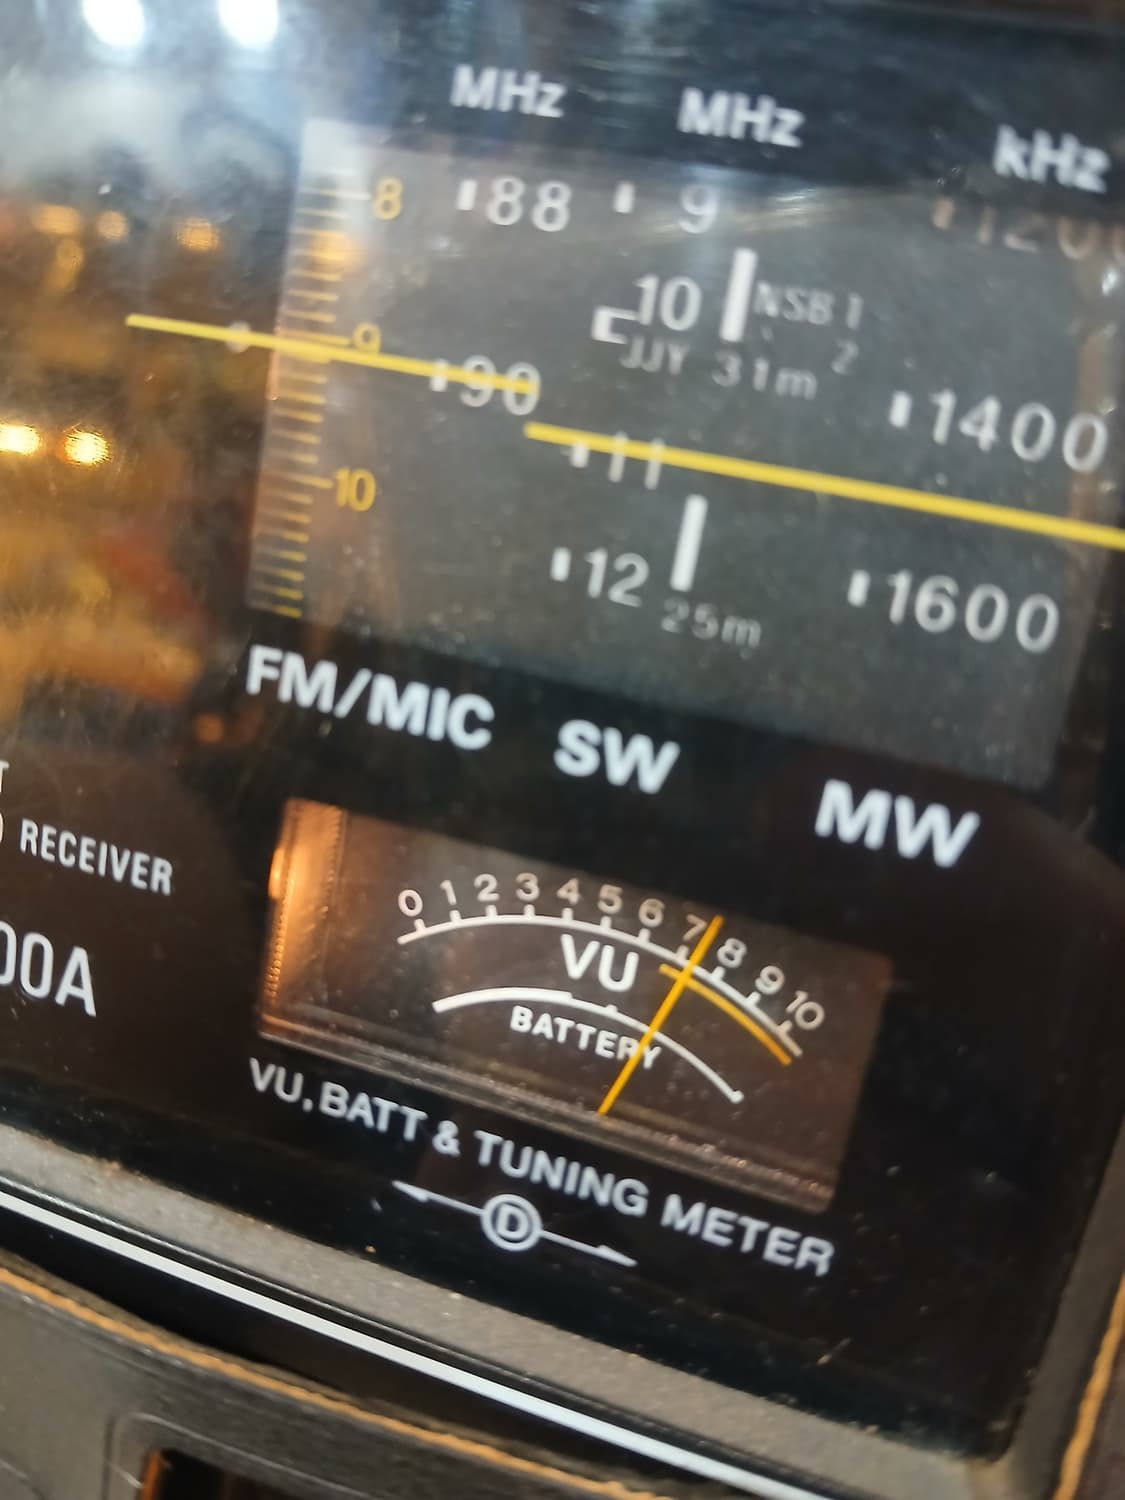 MHz MHz kHz
8 88 9 1200
10 NSB 1
JJY 31m 2
9 90 1400
11
10
12 1600
25m
FM/MIC SW MW
RECEIVER
00A
0 1 2 3 4 5 6 7 8 9 10
VU
BATTERY
VU, BATT & TUNING METER
D